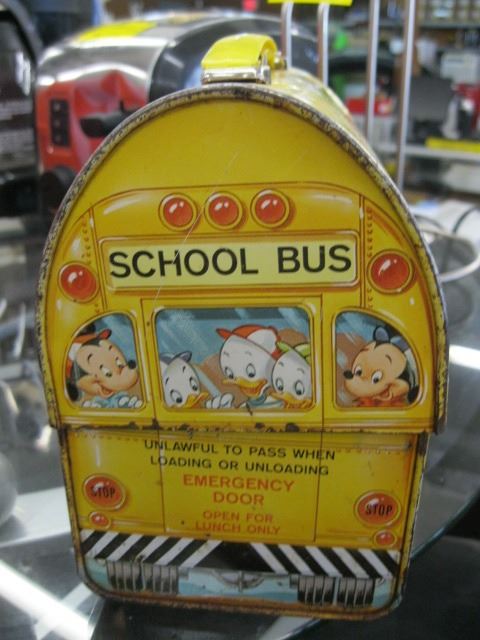 SCHOOL BUS
UNLAWFUL TO PASS WHEN
LOADING OR UNLOADING
EMERGENCY
DOOR
OPEN FOR
LUNCH ONLY
STOP
STOP